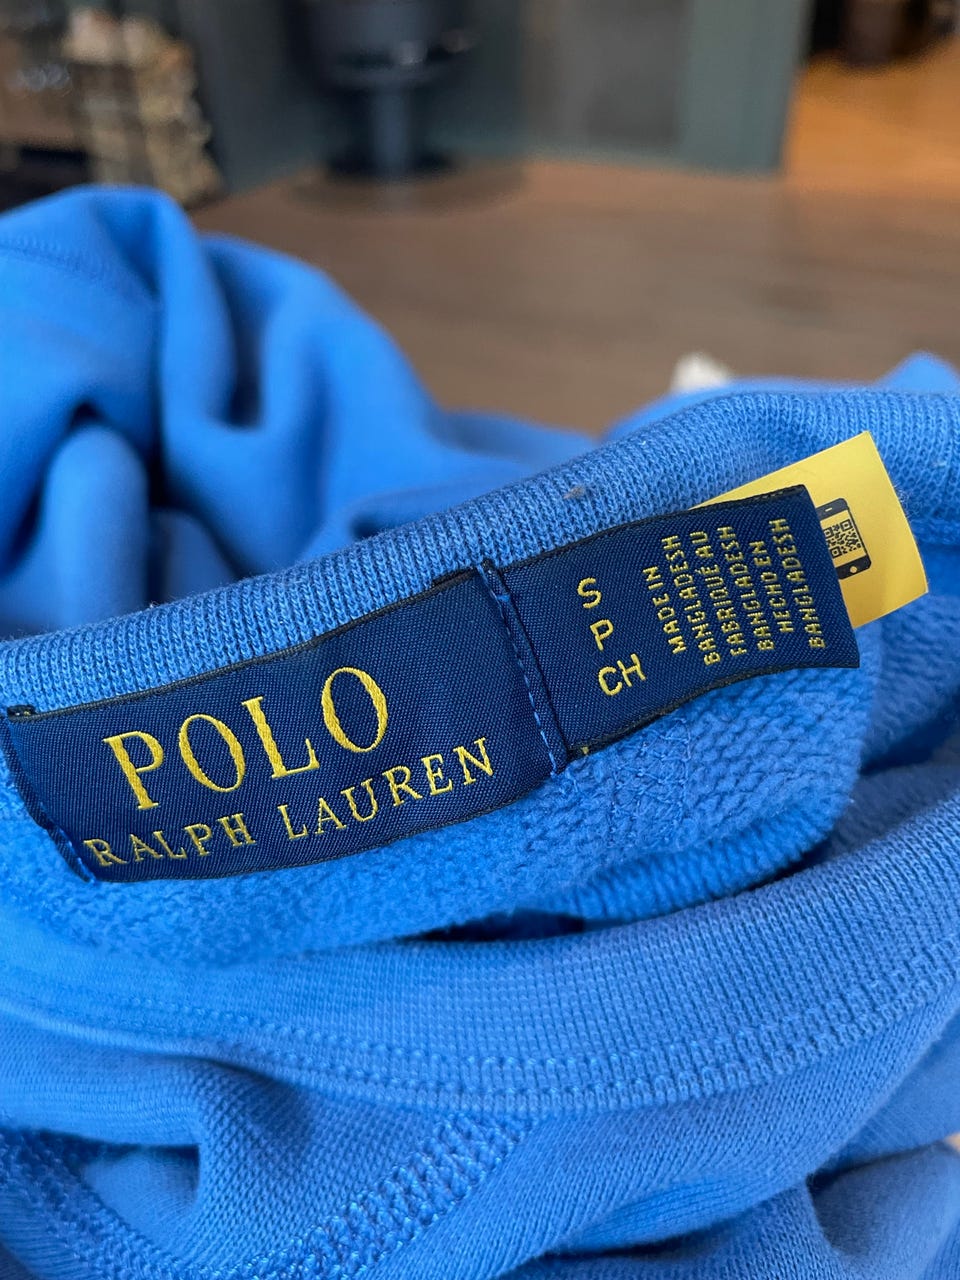 POLO
RALPH LAUREN
S
P
CH
MADE IN
BANGLADESH
FABRIQUÉ AU
BANGLADESH
HECHO EN
BANGLADESH